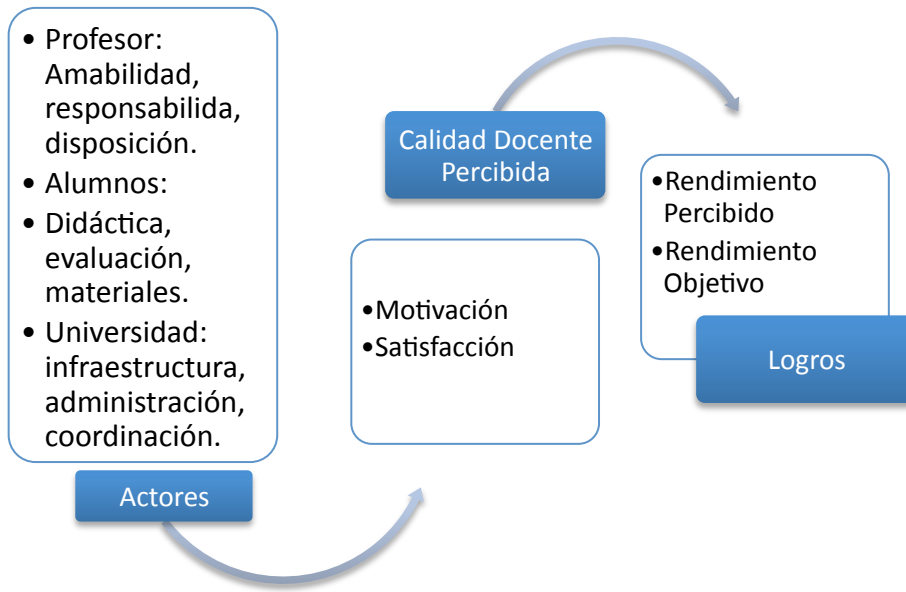 • Profesor:
Amabilidad,
responsabilida,
disposición.
• Alumnos:
• Didáctica,
evaluación,
materiales.
• Universidad:
infraestructura,
administración,
coordinación.
Actores
Calidad Docente
Percibida
•Motivación
•Satisfacción
•Rendimiento
Percibido
•Rendimiento
Objetivo
Logros